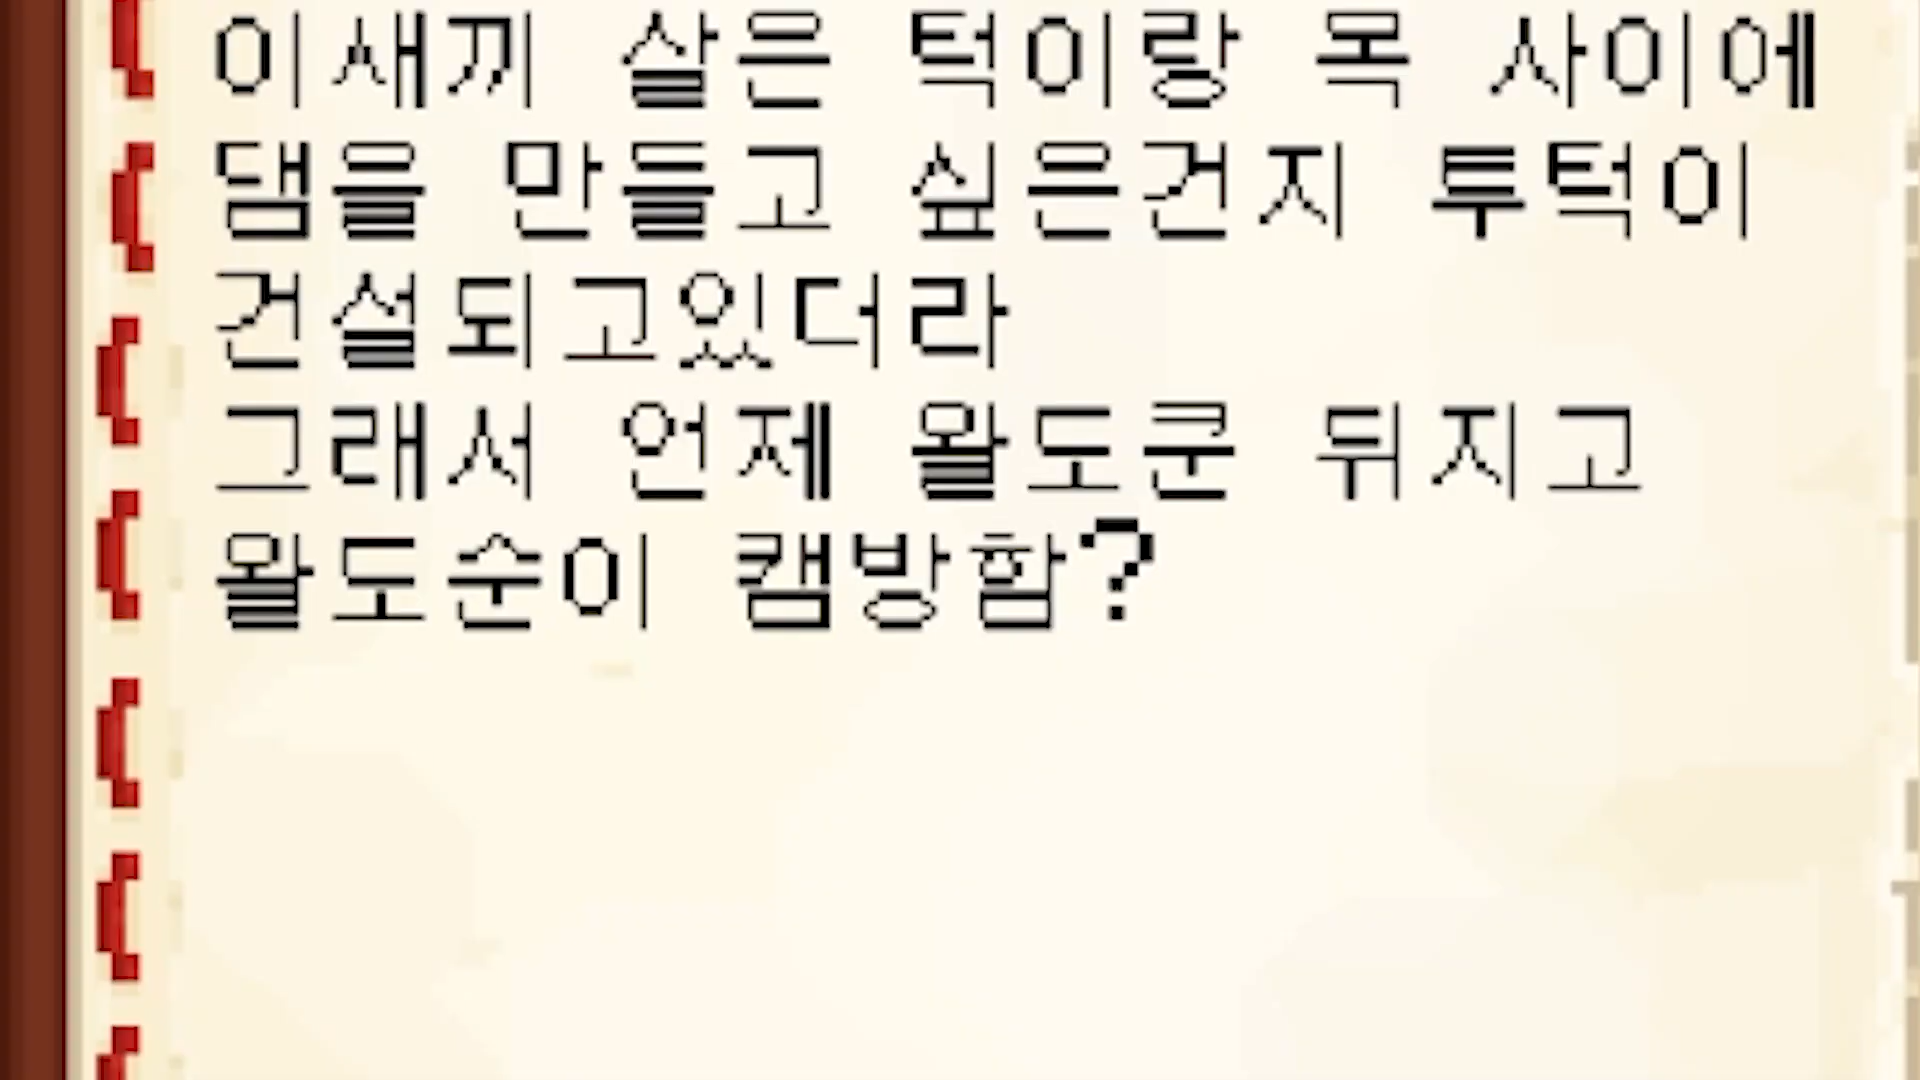 이새끼 살은 턱이랑 목 사이에
댐을 만들고 싶은건지 투턱이
건설되고있더라
그래서 언제 왈도쿤 뒤지고
왈도순이 캠방함?